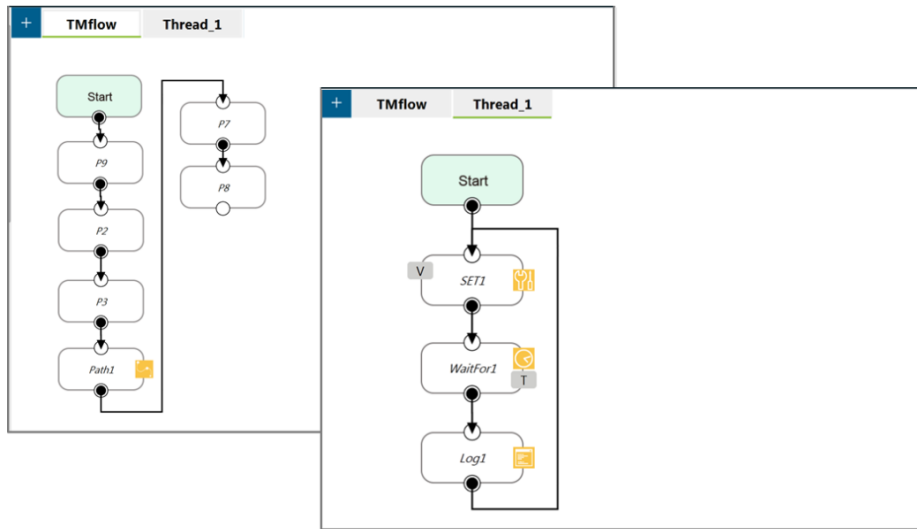 + TMflow Thread_1
Start
P9
P2
P3
Path1
P7
P8
+ TMflow Thread_1
Start
V
SET1
WaitFor1
T
Log1